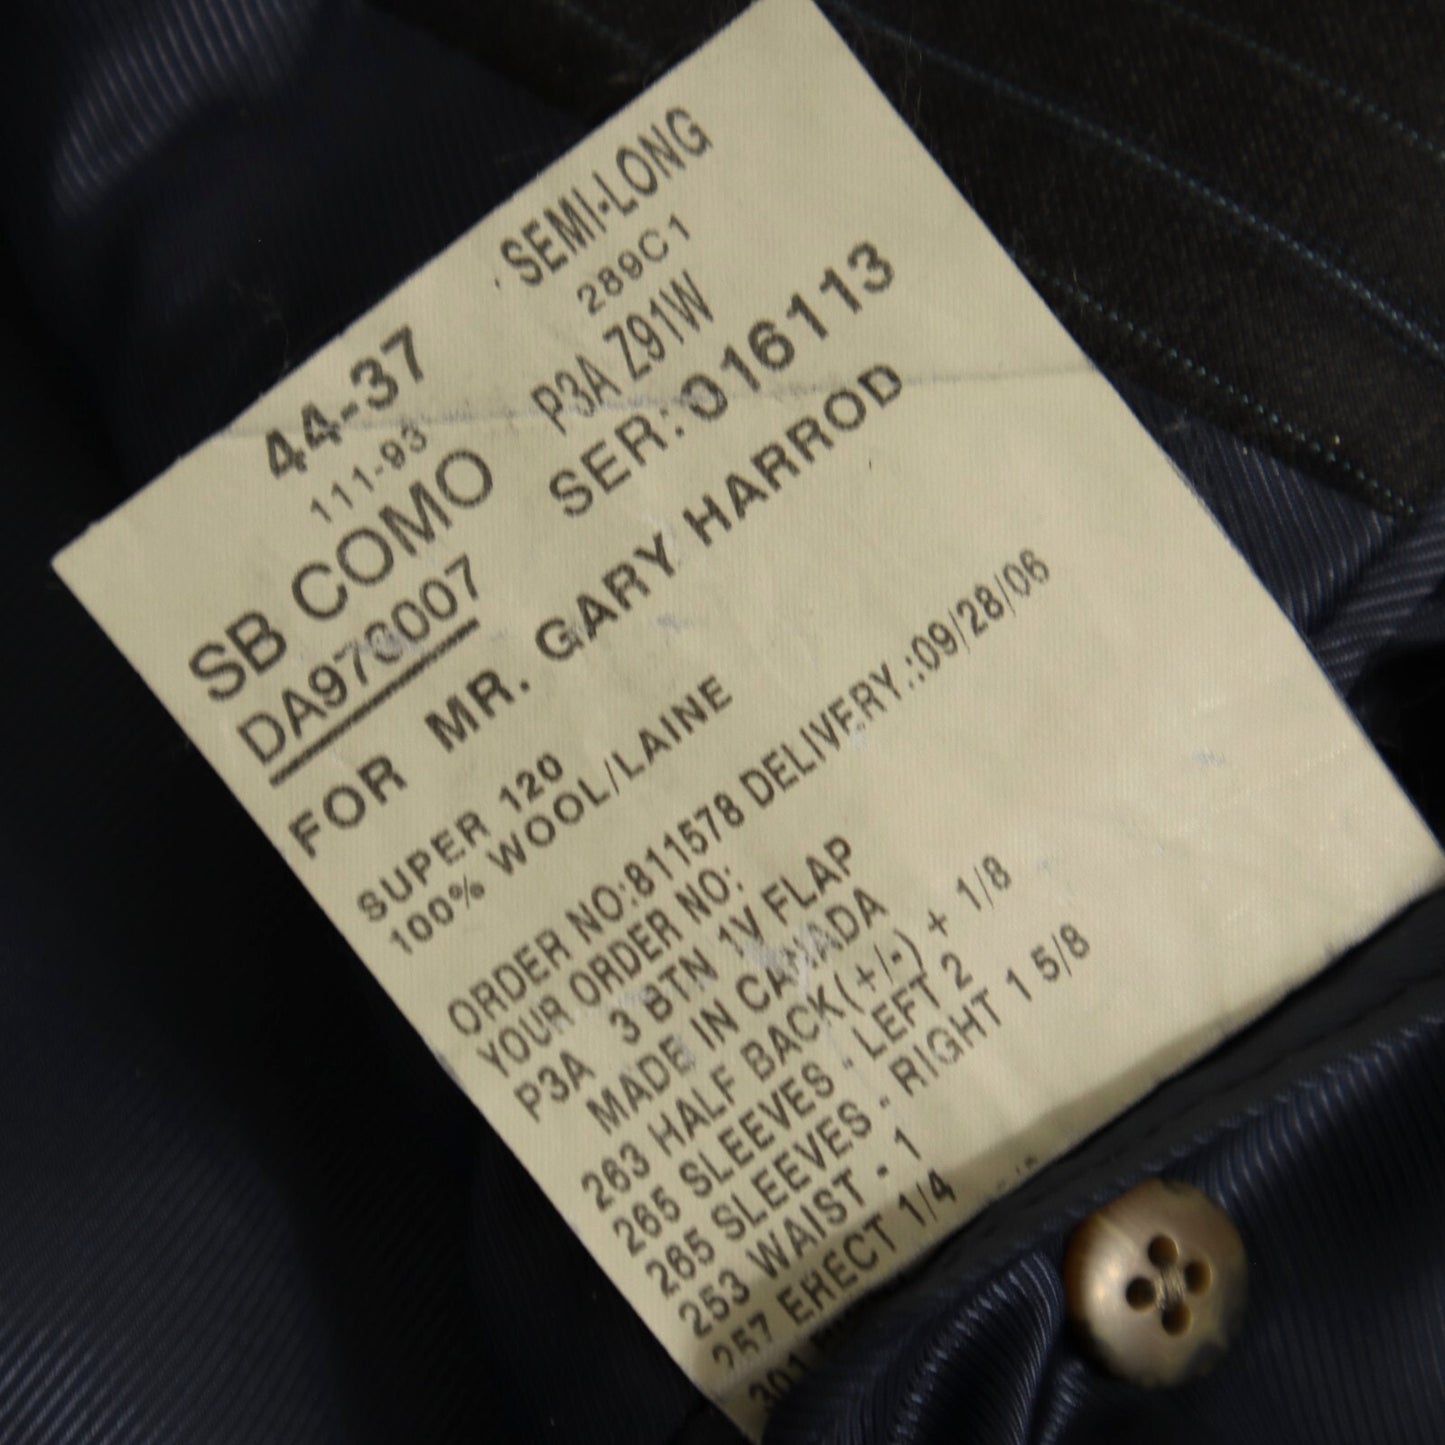 44-37 SEMI-LONG
111-93 289C1
SB COMO P3A Z91W
DA976007 SER: 016113
FOR MR. GARY HARROD
SUPER 120
100% WOOL/LAINE
ORDER NO:811578 DELIVERY.:09/28/06
YOUR ORDER NO:
P3A 3 BTN 1V FLAP
MADE IN CANADA
263 HALF BACK(+/-) + 1/8
265 SLEEVES - LEFT 2
265 SLEEVES - RIGHT 1 5/8
253 WAIST - 1
257 ERECT 1/4
301